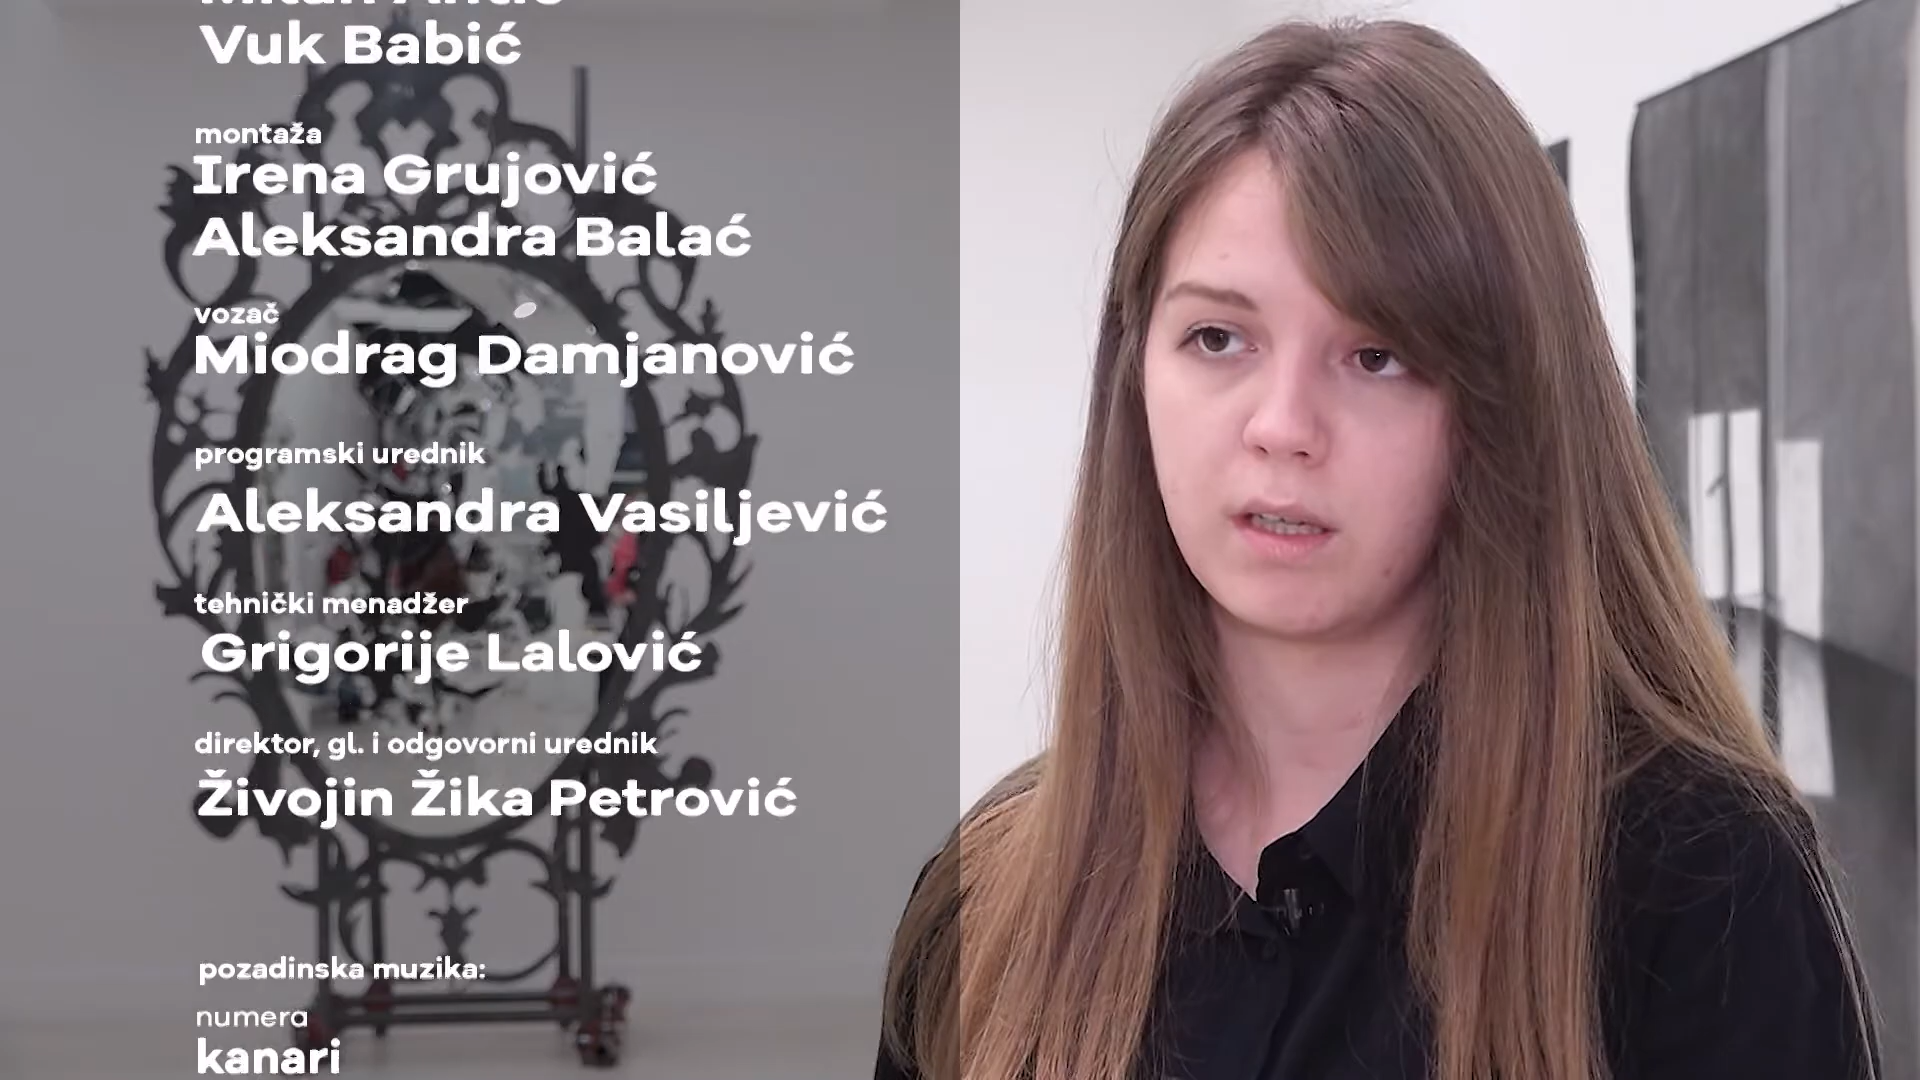 Vuk Babić
montaža
Irena Grujović
Aleksandra Balać
vozač
Miodrag Damjanović
programski urednik
Aleksandra Vasiljević
tehnički menadžer
Grigorije Lalović
direktor, gl. i odgovorni urednik
Živojin Žika Petrović
pozadinska muzika:
numera
kanari